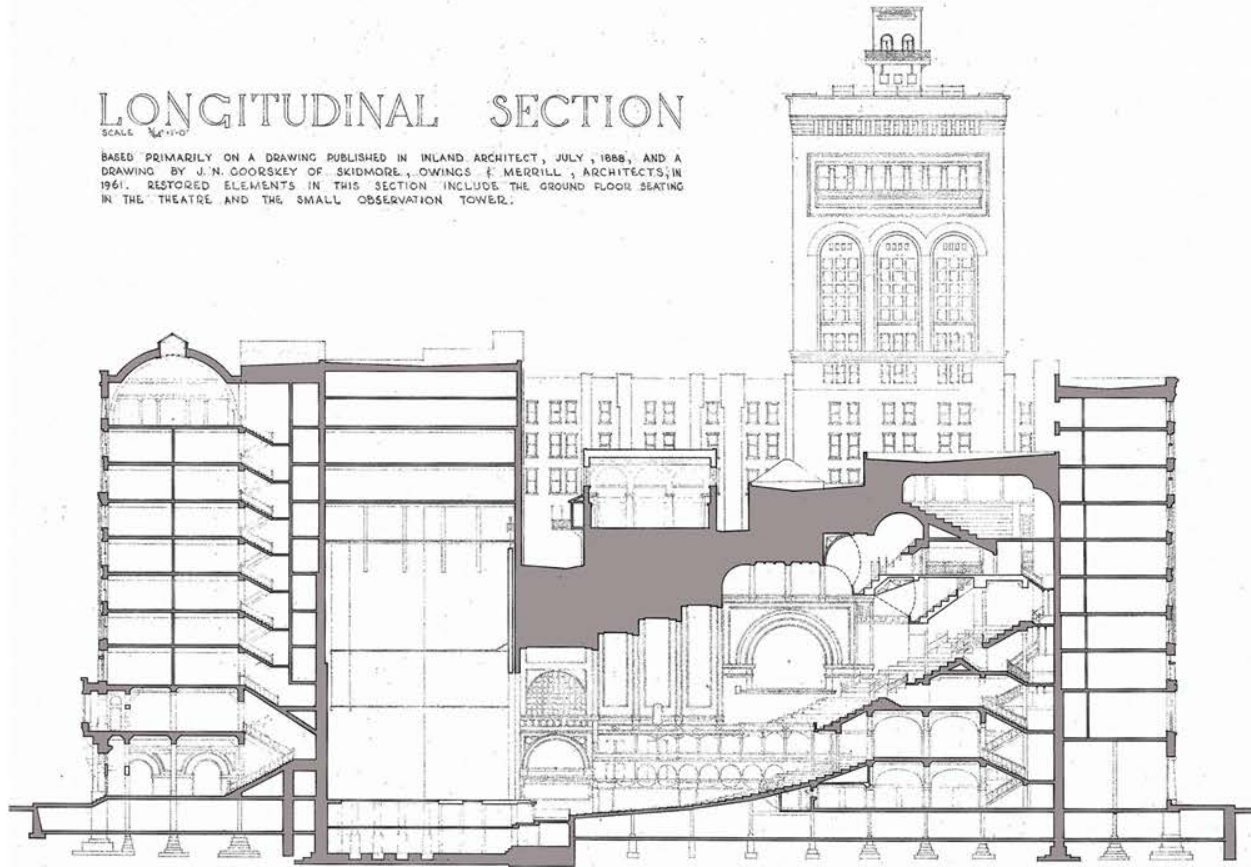 LONGITUDINAL SECTION
SCALE
BASED PRIMARILY ON A DRAWING PUBLISHED IN INLAND ARCHITECT, JULY, 1888, AND A
DRAWING BY J. N. GOORSKEY OF SKIDMORE, OWINGS & MERRILL, ARCHITECTS, IN
1961. RESTORED ELEMENTS IN THIS SECTION INCLUDE THE GROUND FLOOR SEATING
IN THE THEATRE AND THE SMALL OBSERVATION TOWER.